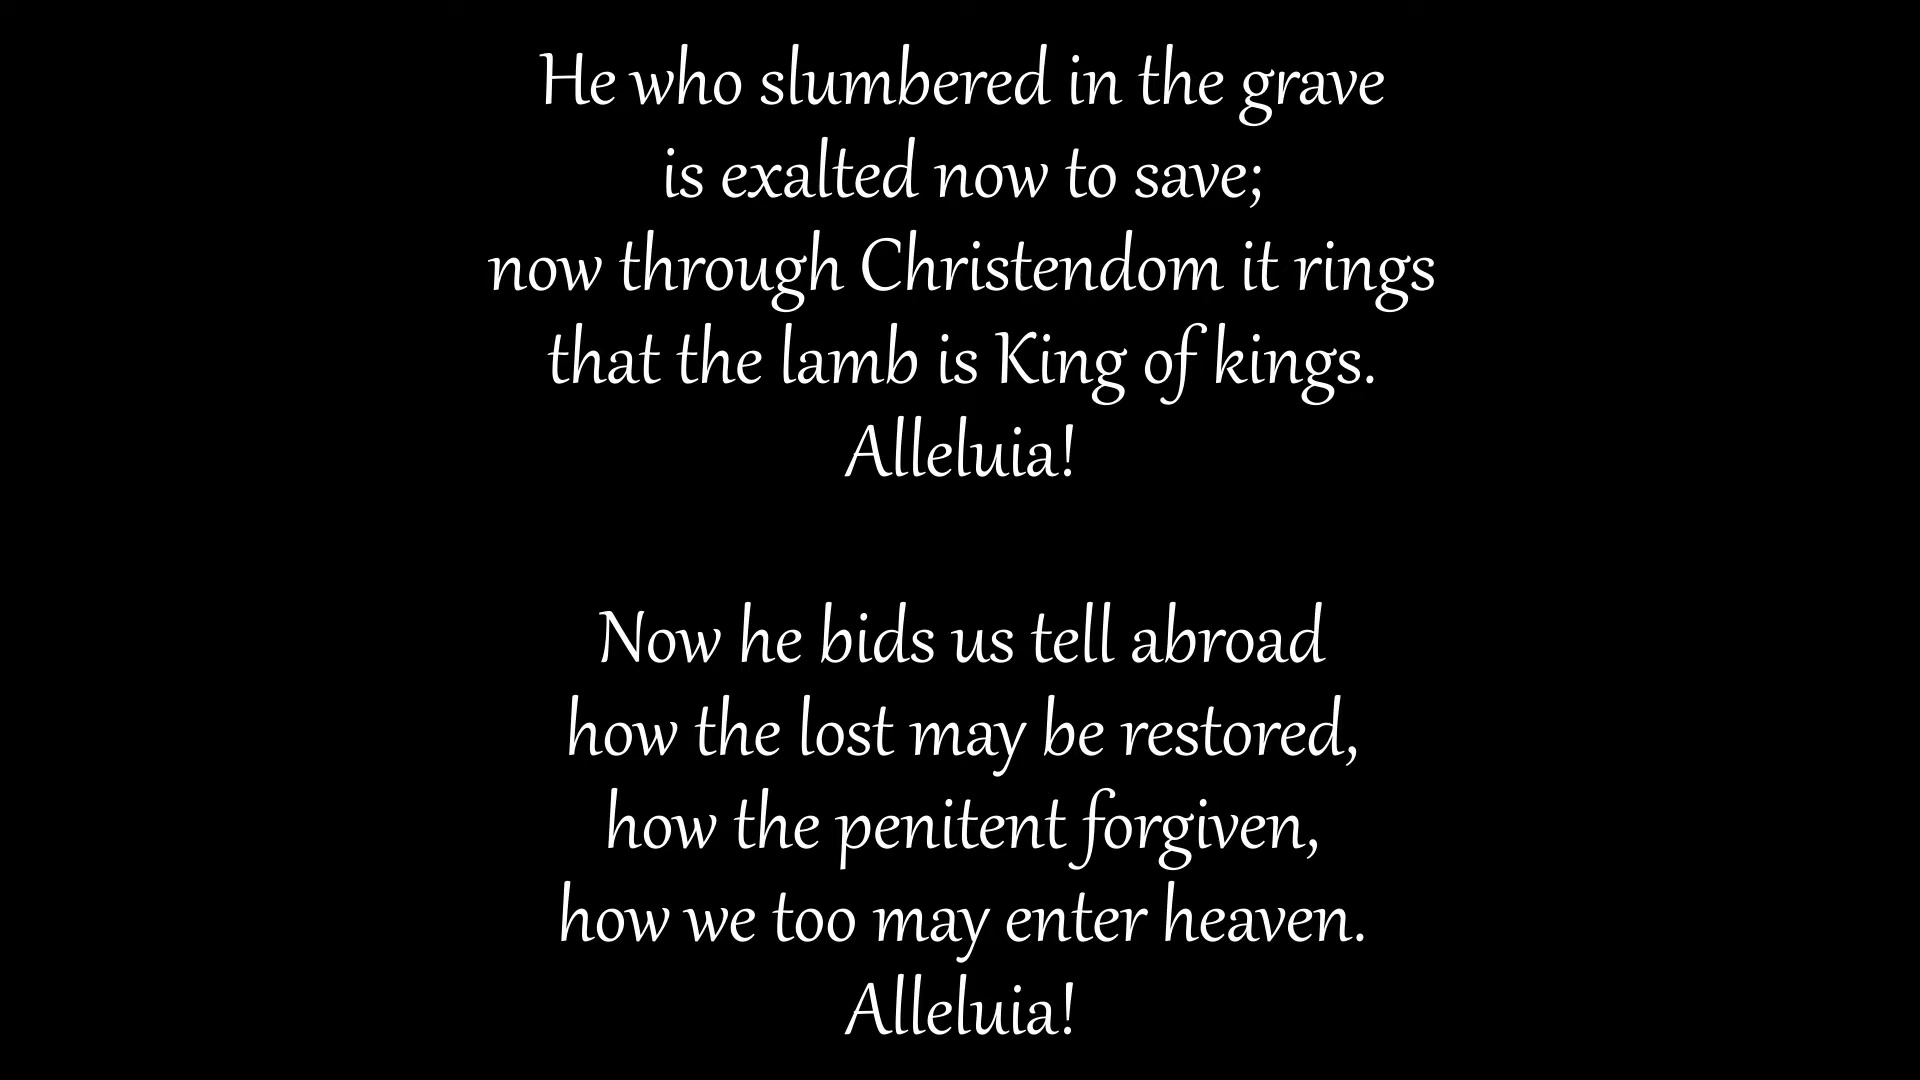 He who slumbered in the grave
is exalted now to save;
now through Christendom it rings
that the lamb is King of kings.
Alleluia!
Now he bids us tell abroad
how the lost may be restored,
how the penitent forgiven,
how we too may enter heaven.
Alleluia!